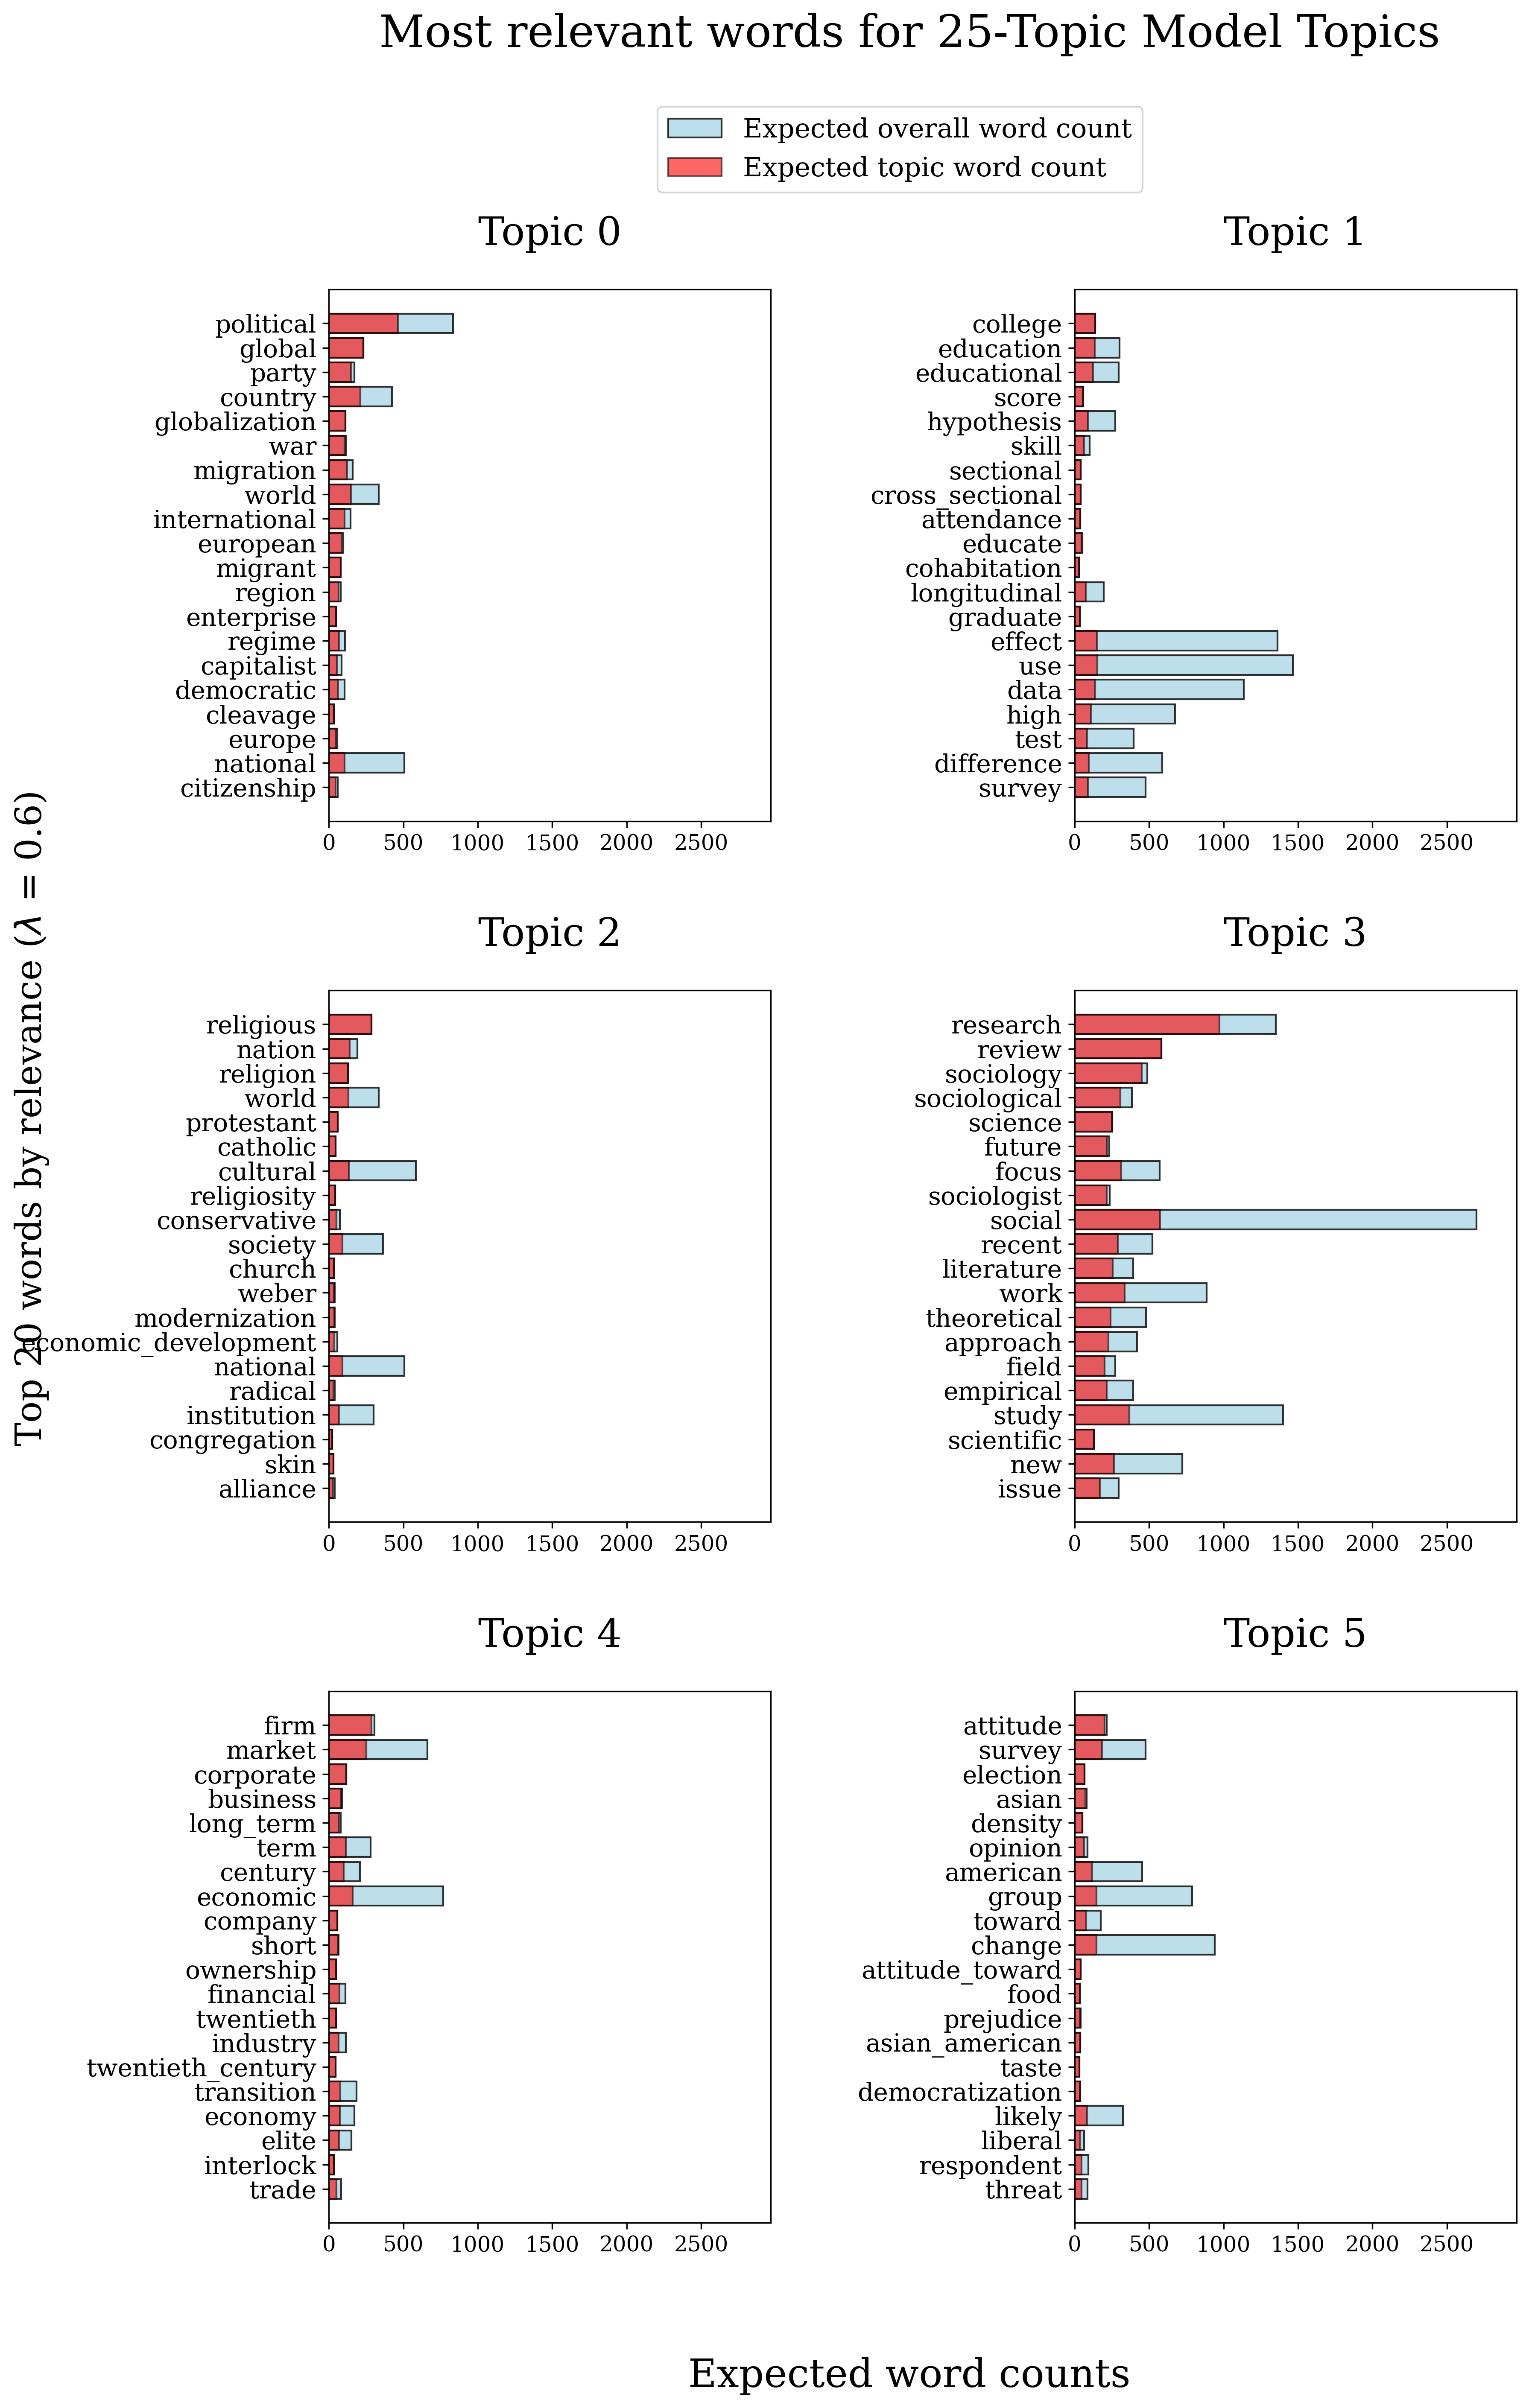 Most relevant words for 25-Topic Model Topics
Expected overall word count
Expected topic word count
Top 20 words by relevance (λ = 0.6)
Topic 0
political
global
party
country
globalization
war
migration
world
international
european
migrant
region
enterprise
regime
capitalist
democratic
cleavage
europe
national
citizenship
0 500 1000 1500 2000 2500
Topic 1
college
education
educational
score
hypothesis
skill
sectional
cross_sectional
attendance
educate
cohabitation
longitudinal
graduate
effect
use
data
high
test
difference
survey
0 500 1000 1500 2000 2500
Topic 2
religious
nation
religion
world
protestant
catholic
cultural
religiosity
conservative
society
church
weber
modernization
economic_development
national
radical
institution
congregation
skin
alliance
0 500 1000 1500 2000 2500
Topic 3
research
review
sociology
sociological
science
future
focus
sociologist
social
recent
literature
work
theoretical
approach
field
empirical
study
scientific
new
issue
0 500 1000 1500 2000 2500
Topic 4
firm
market
corporate
business
long_term
term
century
economic
company
short
ownership
financial
twentieth
industry
twentieth_century
transition
economy
elite
interlock
trade
0 500 1000 1500 2000 2500
Topic 5
attitude
survey
election
asian
density
opinion
american
group
toward
change
attitude_toward
food
prejudice
asian_american
taste
democratization
likely
liberal
respondent
threat
0 500 1000 1500 2000 2500
Expected word counts